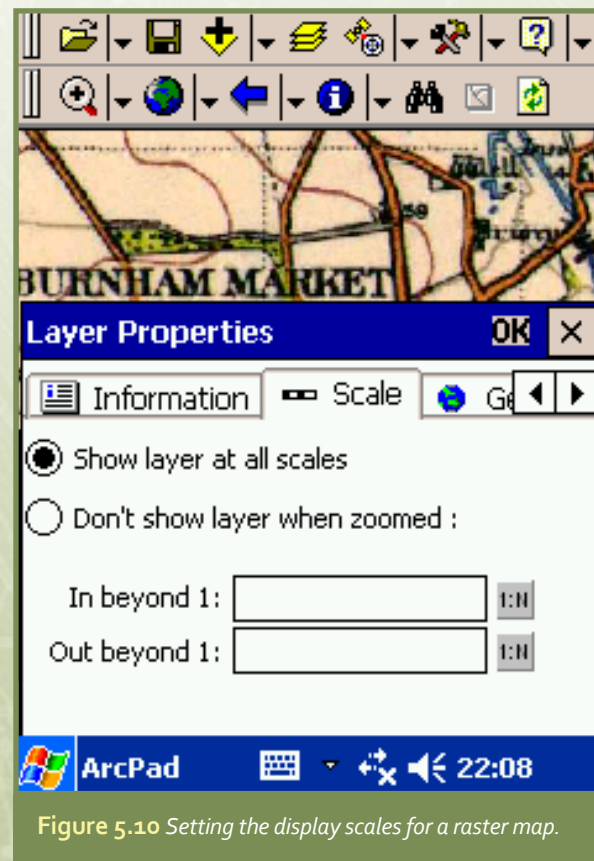 BURNHAM MARKET
Layer Properties OK
Information Scale Ge
Show layer at all scales
Don't show layer when zoomed :
In beyond 1: 1:N
Out beyond 1: 1:N
ArcPad 22:08
Figure 5.10 Setting the display scales for a raster map.